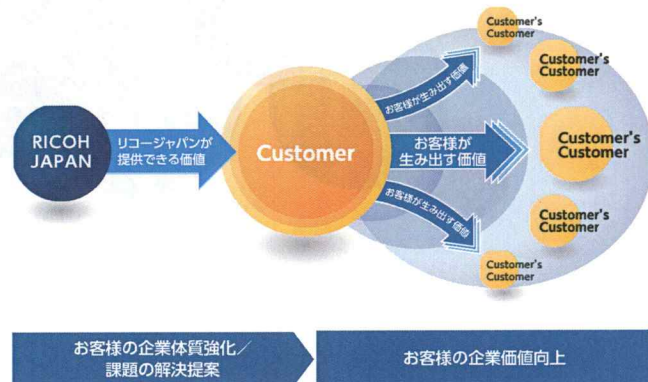 RICOH
JAPAN
リコージャパンが
提供できる価値
Customer
お客様が生み出す価値
お客様が
生み出す価値
お客様が生み出す価値
Customer's
Customer
Customer's
Customer
Customer's
Customer
Customer's
Customer
Customer's
Customer
お客様の企業体質強化／
課題の解決提案
お客様の企業価値向上